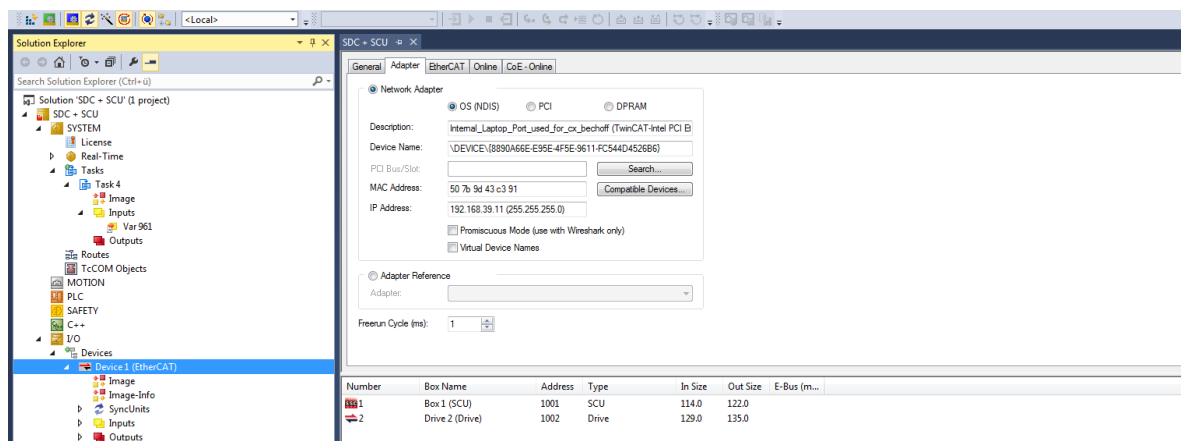 <Local>
Solution Explorer
Search Solution Explorer (Ctrl+ü)
Solution 'SDC + SCU' (1 project)
SDC + SCU
SYSTEM
License
Real-Time
Tasks
Task 4
Image
Inputs
Var 961
Outputs
Routes
TcCOM Objects
MOTION
PLC
SAFETY
C++
I/O
Devices
Device 1 (EtherCAT)
Image
Image-Info
SyncUnits
Inputs
Outputs
SDC + SCU
General Adapter EtherCAT Online CoE - Online
Network Adapter
OS (NDIS) PCI DPRAM
Description: Internal_Laptop_Port_used_for_cx_bechoff (TwinCAT-Intel PCI E
Device Name: \DEVICE\{8890A66E-E95E-4F5E-9611-FC544D4526B6}
PCI Bus/Slot: Search...
MAC Address: 50 7b 9d 43 c3 91 Compatible Devices...
IP Address: 192.168.39.11 (255.255.255.0)
Promiscuous Mode (use with Wireshark only)
Virtual Device Names
Adapter Reference
Adapter:
Freerun Cycle (ms): 1
Number Box Name Address Type In Size Out Size E-Bus (m...
1 Box 1 (SCU) 1001 SCU 114.0 122.0
2 Drive 2 (Drive) 1002 Drive 129.0 135.0